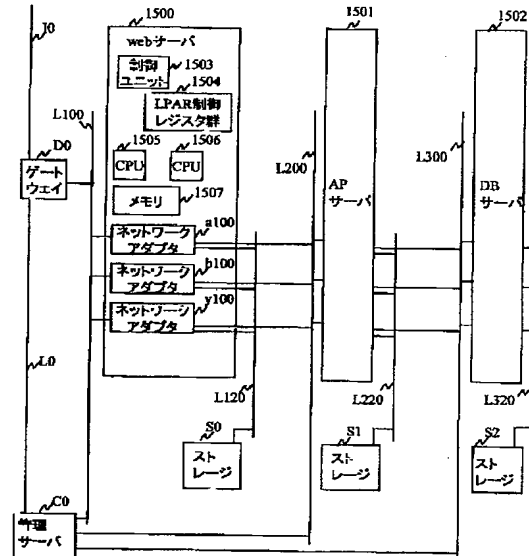 I0
1500
1501
1502
webサーバ
制御
ユニット
1503
1504
LPAR制御
レジスタ群
L100
1505
1506
CPU
CPU
D0
ゲート
ウェイ
メモリ
1507
L200
L300
AP
サーバ
DB
サーバ
ネットワーク
アダプタ
a100
ネットワーク
アダプタ
b100
ネットワーク
アダプタ
y100
L0
L120
L220
L320
S0
ストレージ
S1
ストレージ
S2
ストレージ
C0
管理
サーバ